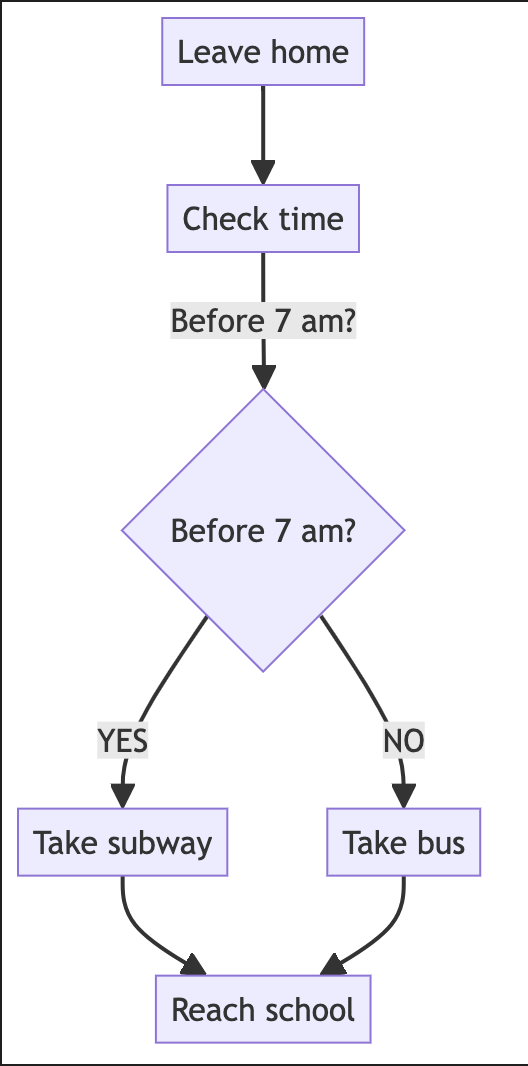 Leave home
Check time
Before 7 am?
Before 7 am?
YES
NO
Take subway
Take bus
Reach school